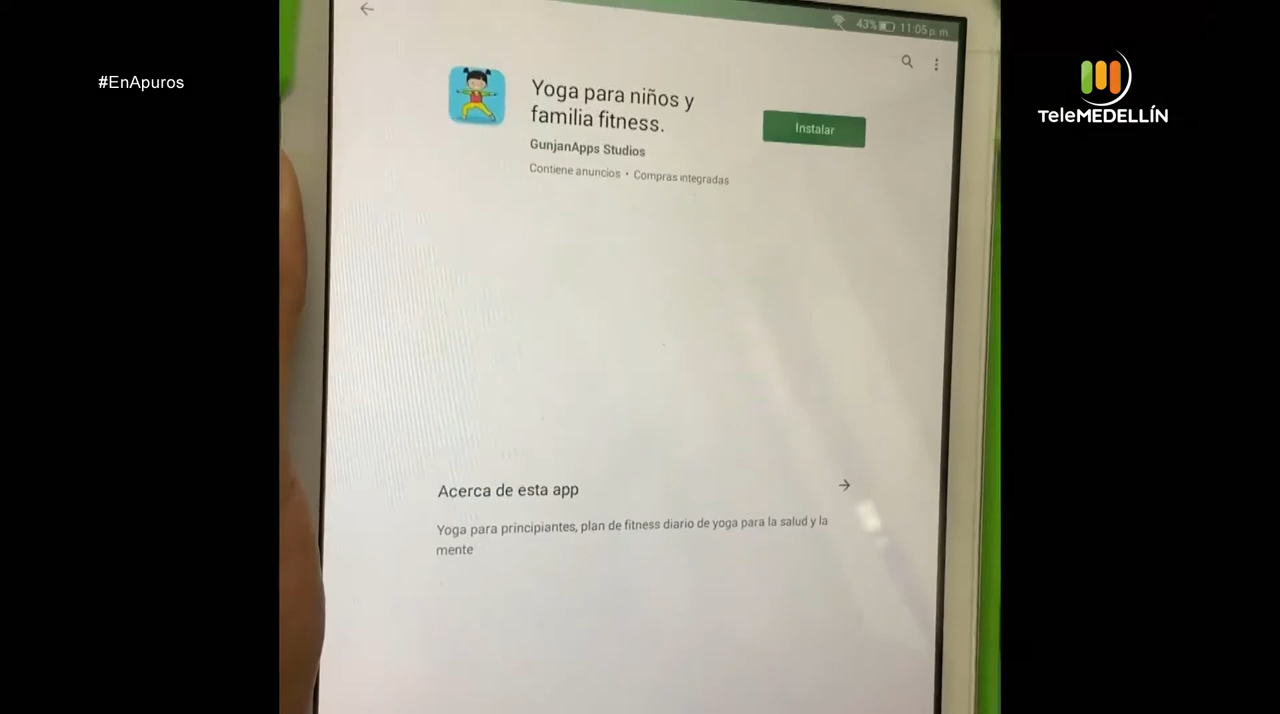 #EnApuros
TeleMEDELLÍN
43% 11:05 p. m.
Yoga para niños y
familia fitness.
Instalar
GunjanApps Studios
Contiene anuncios • Compras integradas
Acerca de esta app
Yoga para principiantes, plan de fitness diario de yoga para la salud y la
mente